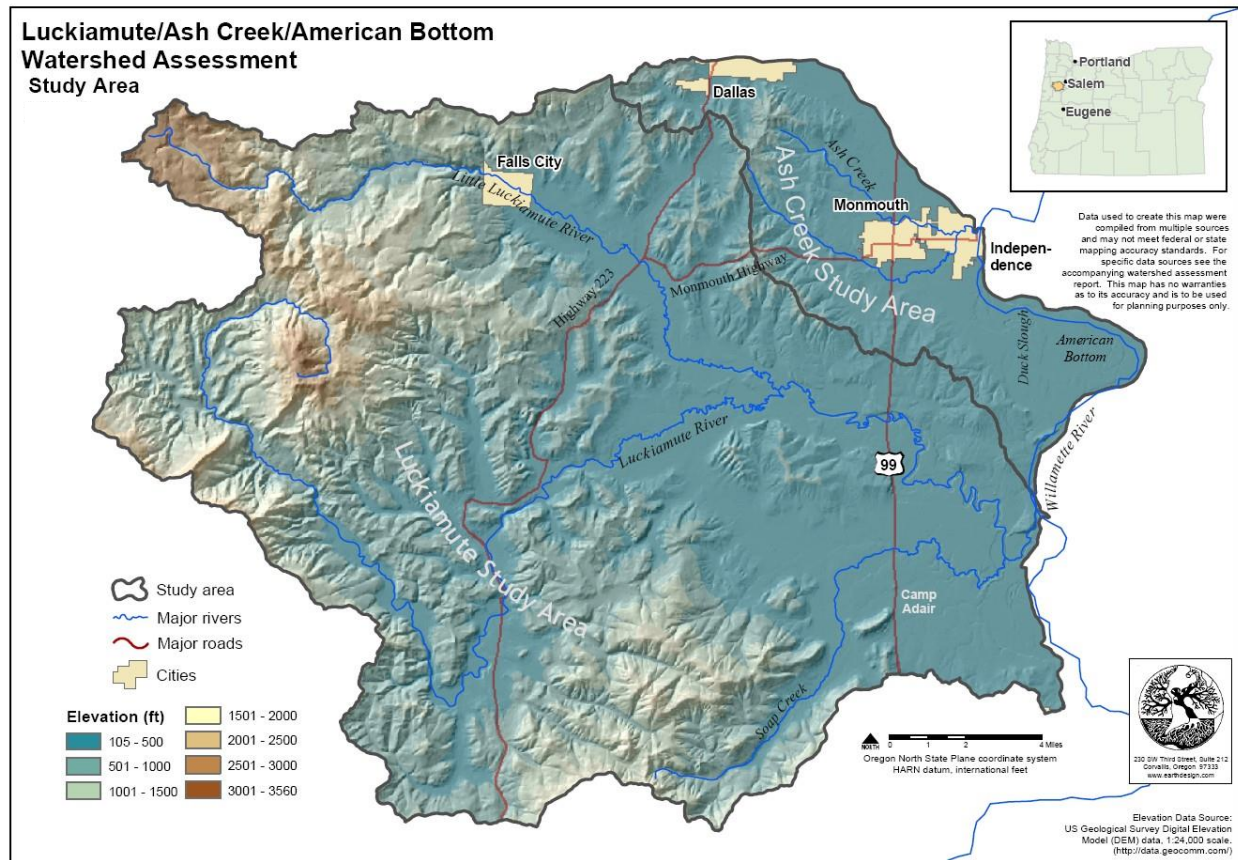 Luckiamute/Ash Creek/American Bottom
Watershed Assessment
Study Area
Portland
Salem
Eugene
Dallas
Falls City
Little Luckiamute River
Ash Creek
Monmouth
Indepen-
dence
Ash Creek Study Area
Monmouth Highway
Highway 223
Data used to create this map were
compiled from multiple sources
and may not meet federal or state
mapping accuracy standards. For
specific data sources see the
accompanying watershed assessment
report. This map has no warranties
as to its accuracy and is to be used
for planning purposes only.
Duck Slough
American
Bottom
Luckiamute River
99
Willamette River
Luckiamute Study Area
Camp
Adair
Soap Creek
Study area
Major rivers
Major roads
Cities
Elevation (ft)
105 - 500
501 - 1000
1001 - 1500
1501 - 2000
2001 - 2500
2501 - 3000
3001 - 3560
NORTH
0 1 2 4 Miles
Oregon North State Plane coordinate system
HARN datum, international feet
230 SW Third Street, Suite 212
Corvallis, Oregon 97333
www.earthdesign.com
Elevation Data Source:
US Geological Survey Digital Elevation
Model (DEM) data, 1:24,000 scale.
(http://data.geocomm.com/)